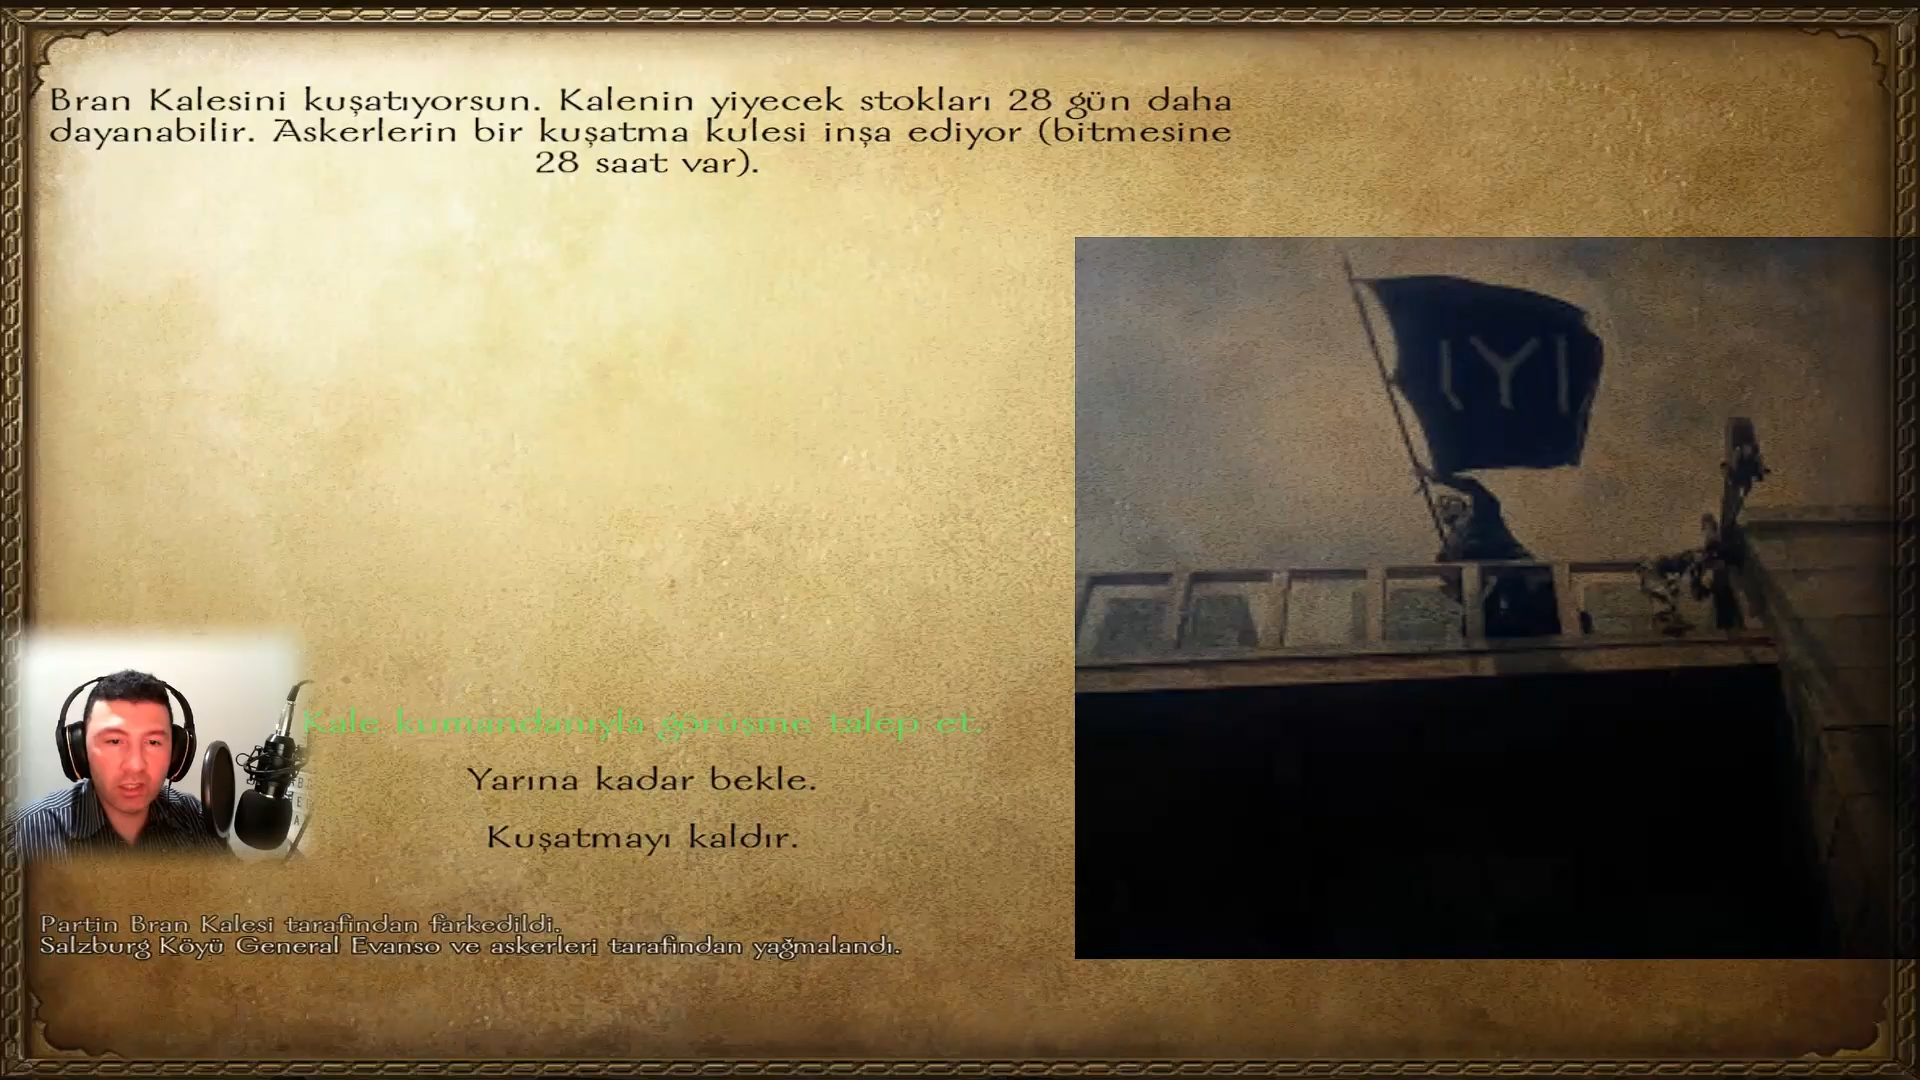 Bran Kalesini kuşatıyorsun. Kalenin yiyecek stokları 28 gün daha
dayanabilir. Askerlerin bir kuşatma kulesi inşa ediyor (bitmesine
28 saat var).
IYI
Kale kumandanıyla görüşme talep et.
Yarına kadar bekle.
Kuşatmayı kaldır.
Partin Bran Kalesi tarafından farkedildi.
Salzburg Köyü General Evanso ve askerleri tarafından yağmalandı.